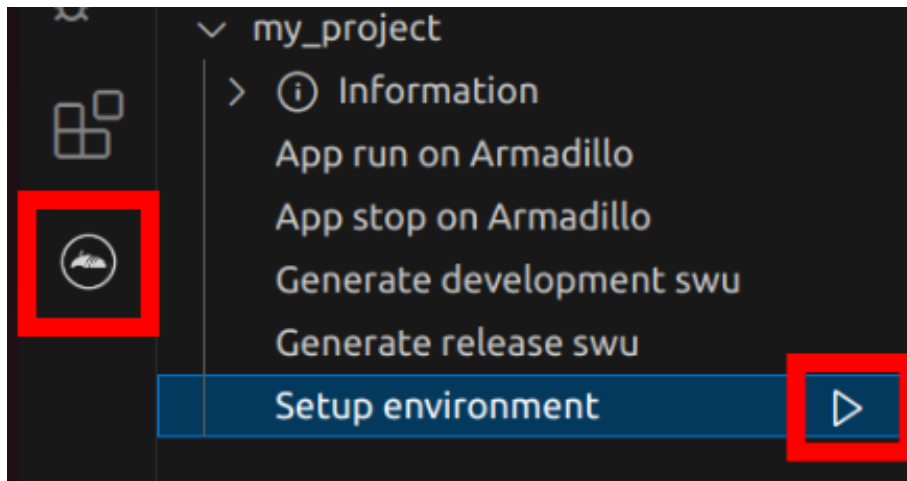 my_project
Information
App run on Armadillo
App stop on Armadillo
Generate development swu
Generate release swu
Setup environment